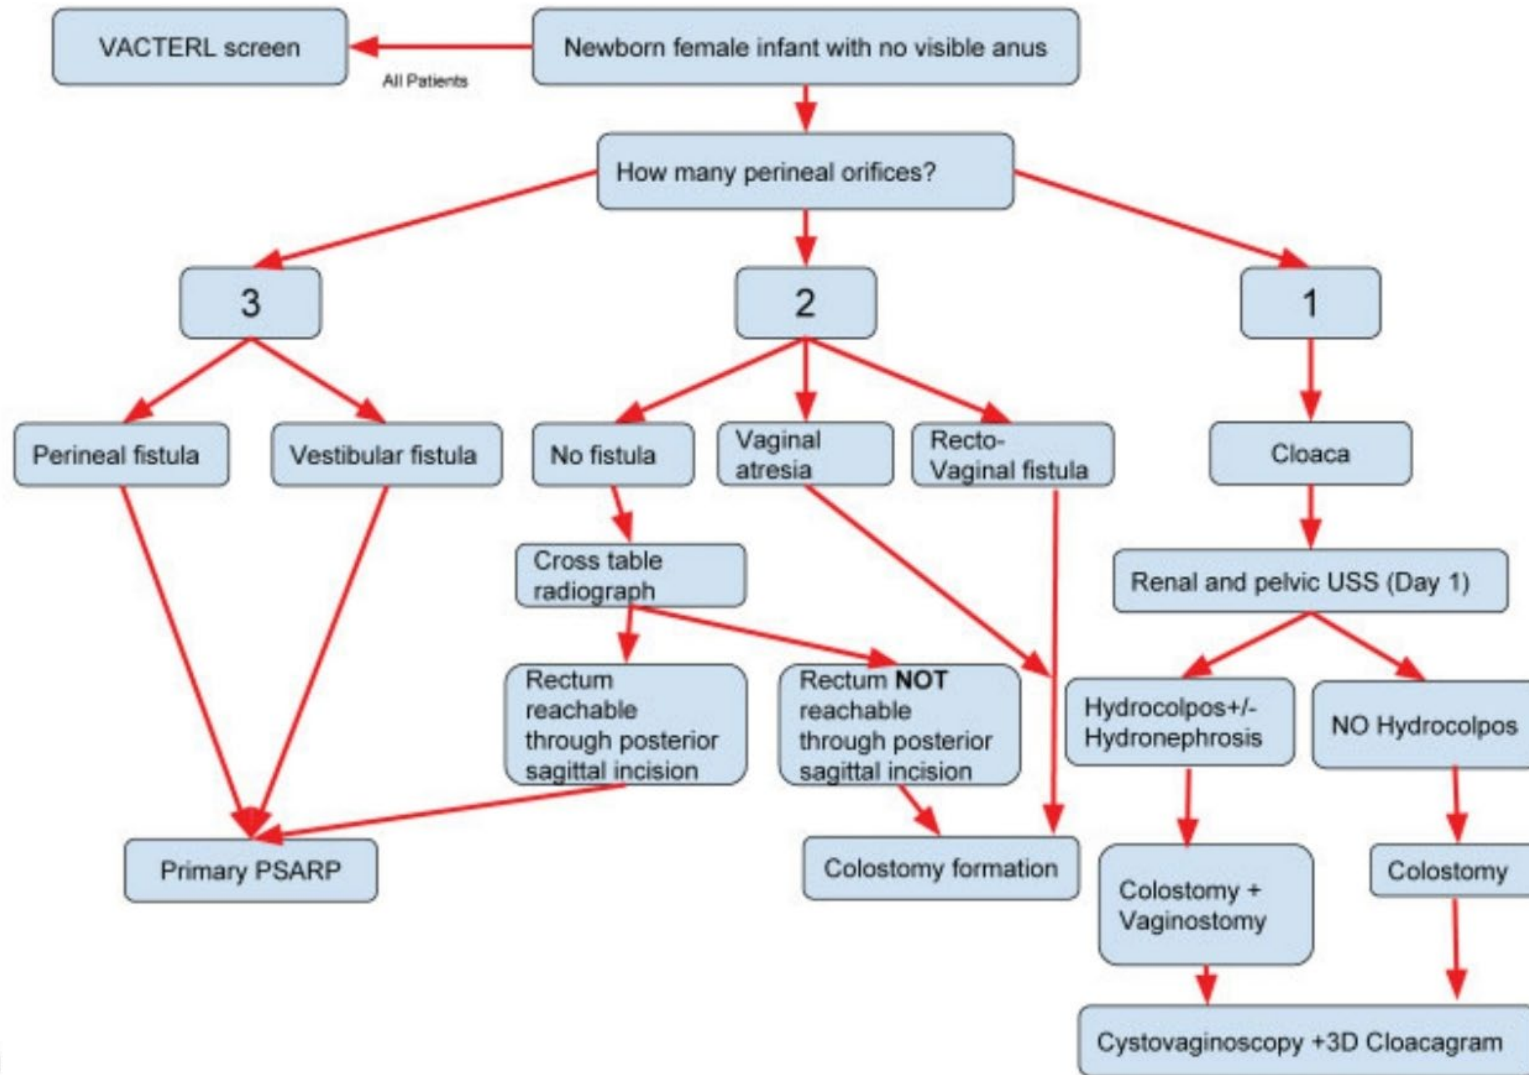 VACTERL screen
Newborn female infant with no visible anus
All Patients
How many perineal orifices?
3
2
1
Perineal fistula
Vestibular fistula
No fistula
Vaginal
atresia
Recto-
Vaginal fistula
Cloaca
Cross table
radiograph
Renal and pelvic USS (Day 1)
Rectum
reachable
through posterior
sagittal incision
Rectum NOT
reachable
through posterior
sagittal incision
Hydrocolpos+/-
Hydronephrosis
NO Hydrocolpos
Primary PSARP
Colostomy formation
Colostomy +
Vaginostomy
Colostomy
Cystovaginoscopy +3D Cloacagram